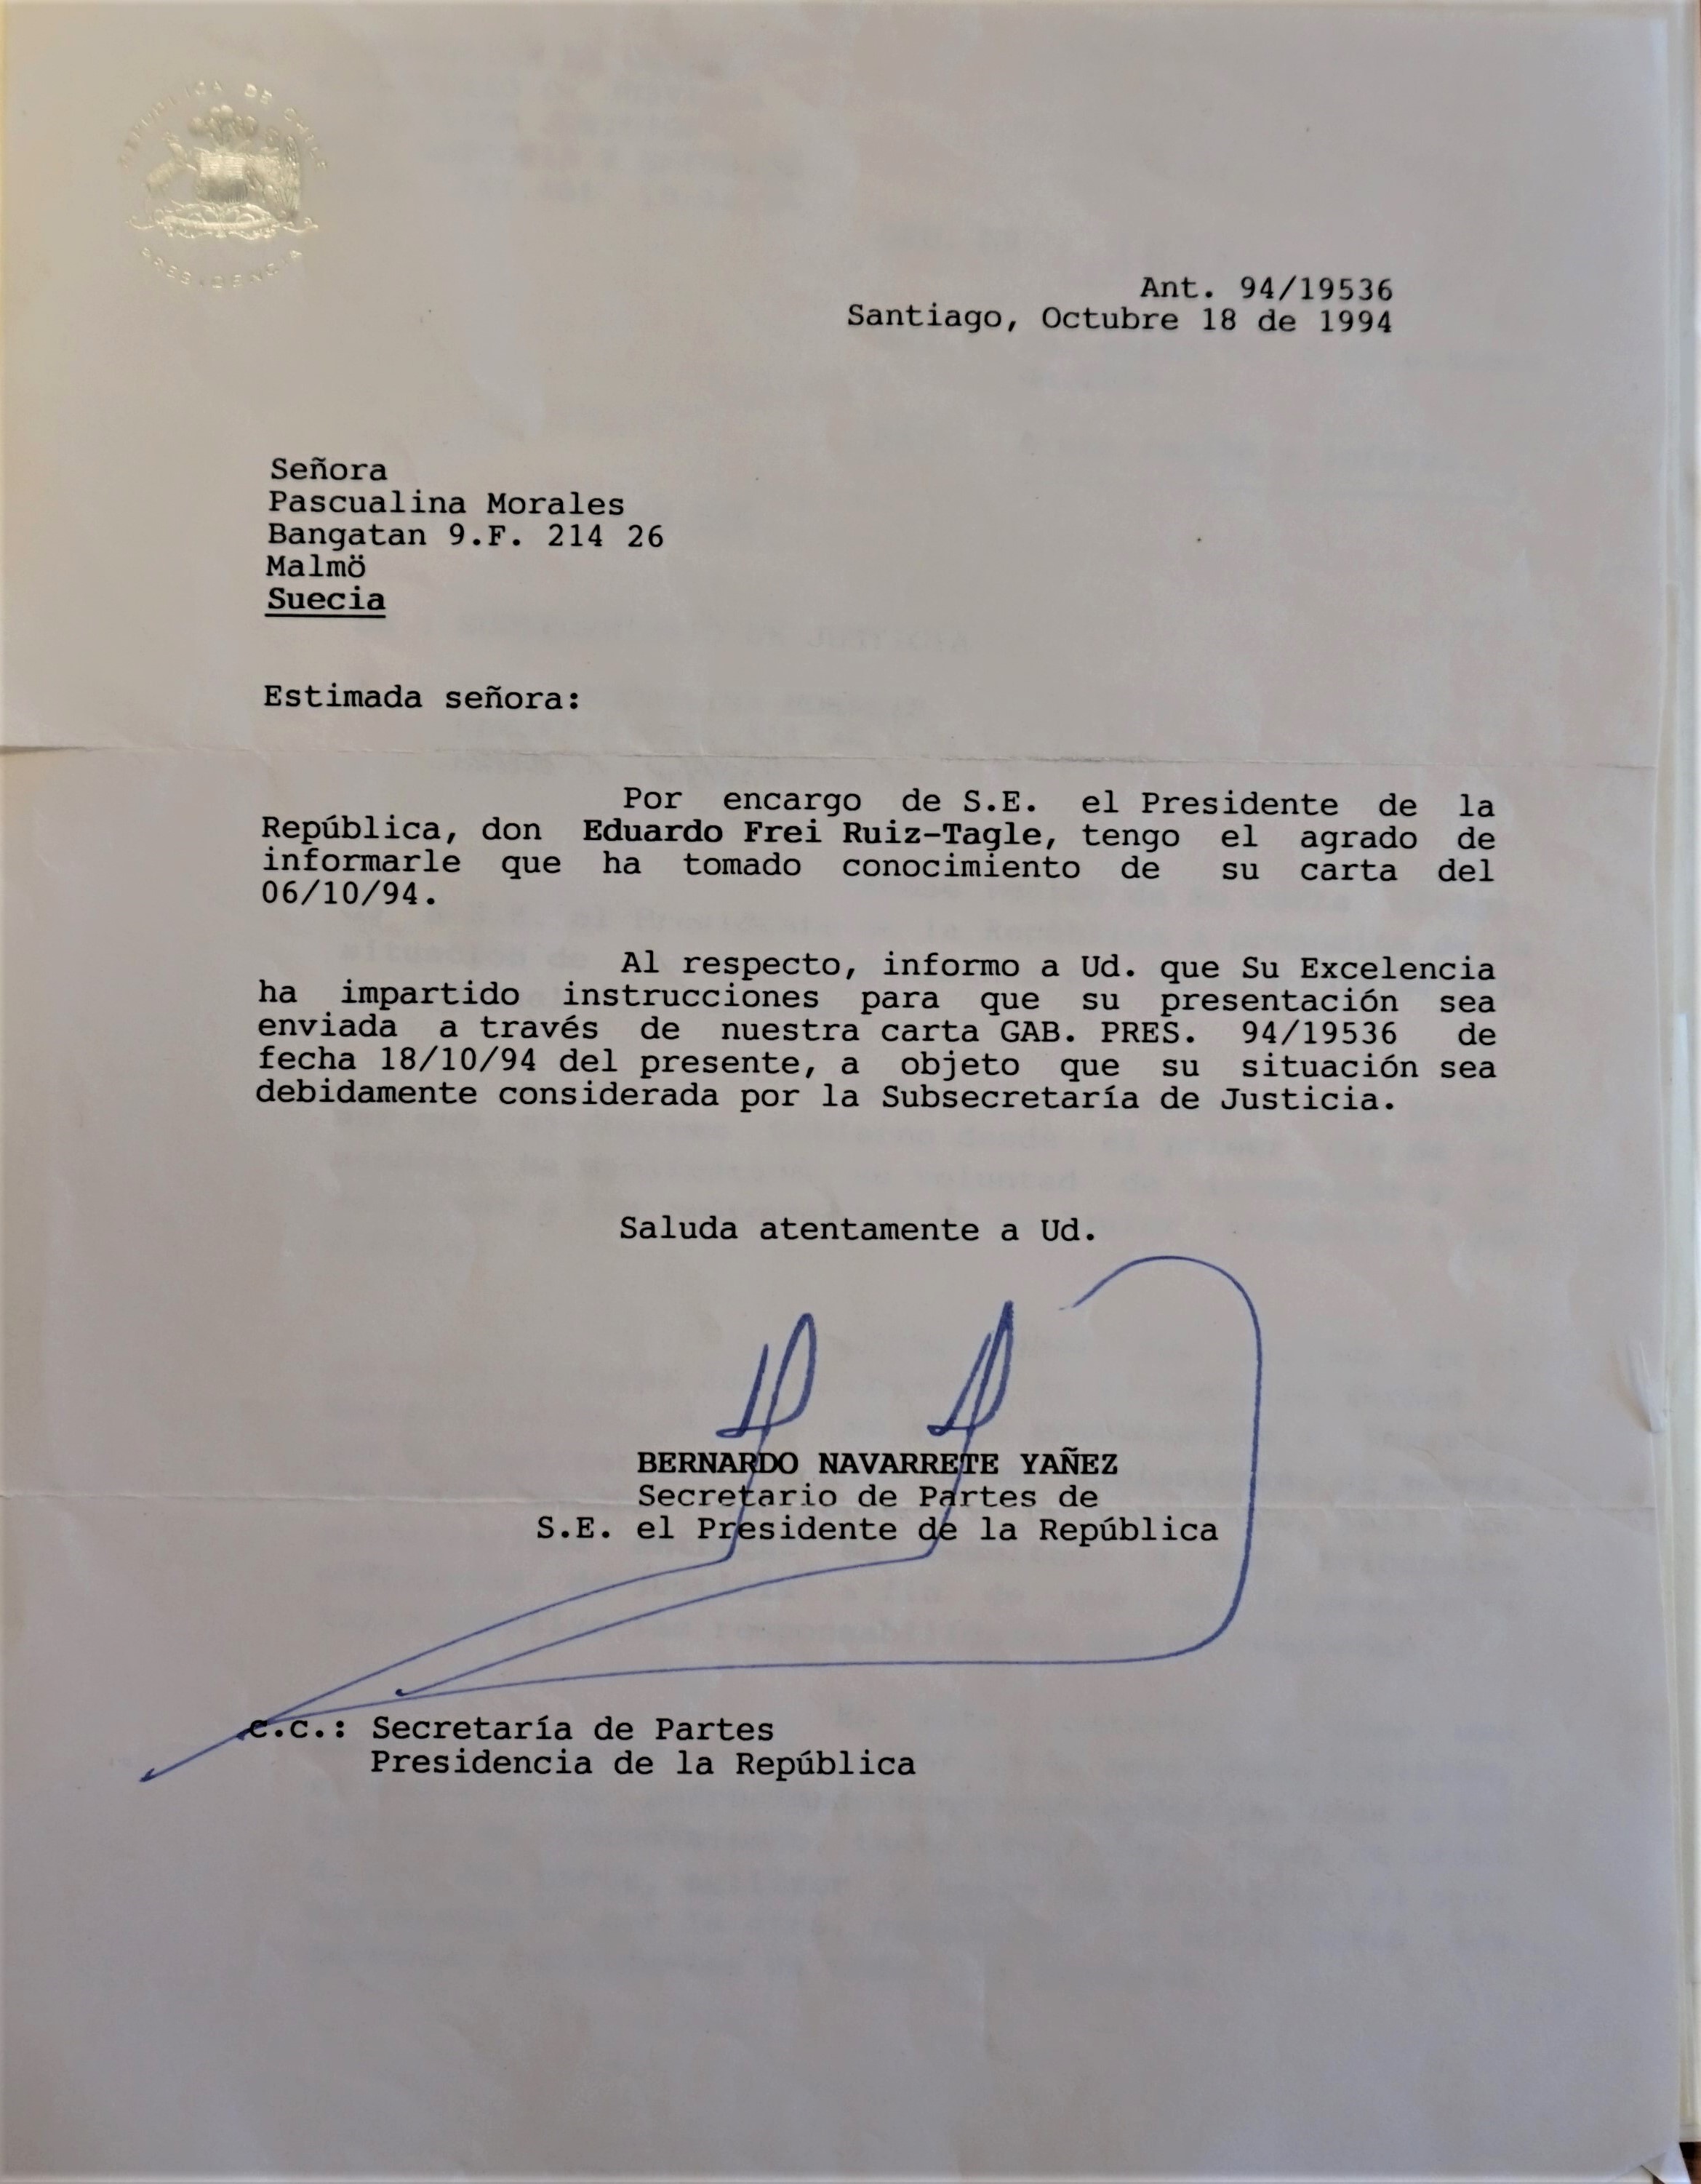 REPUBLICA DE CHILE
PRESIDENCIA
Ant. 94/19536
Santiago, Octubre 18 de 1994
Señora
Pascualina Morales
Bangatan 9.F. 214 26
Malmö
Suecia
Estimada señora:
Por encargo de S.E. el Presidente de la
República, don Eduardo Frei Ruiz-Tagle, tengo el agrado de
informarle que ha tomado conocimiento de su carta del
06/10/94.
Al respecto, informo a Ud. que Su Excelencia
ha impartido instrucciones para que su presentación sea
enviada a través de nuestra carta GAB. PRES. 94/19536 de
fecha 18/10/94 del presente, a objeto que su situación sea
debidamente considerada por la Subsecretaría de Justicia.
Saluda atentamente a Ud.
BERNARDO NAVARRETE YAÑEZ
Secretario de Partes de
S.E. el Presidente de la República
c.c.: Secretaría de Partes
Presidencia de la República